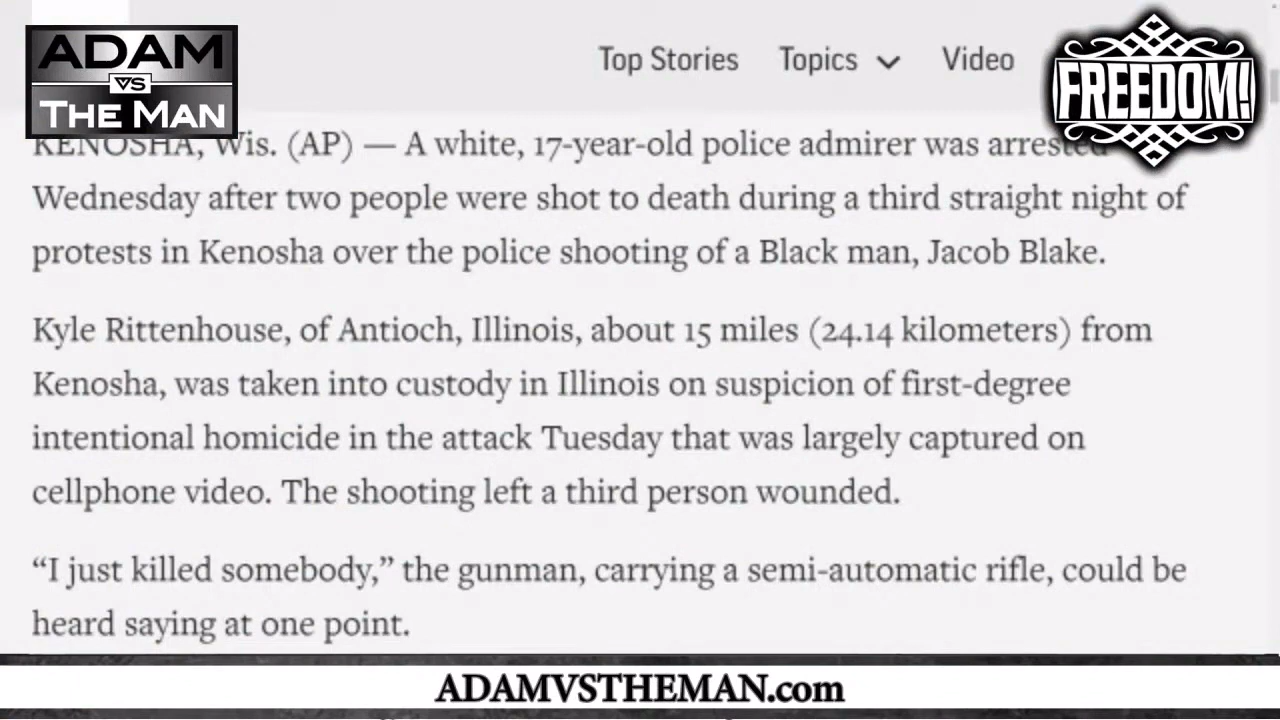 ADAM
VS
THE MAN
Top Stories Topics Video
FREEDOM!
KENOSHA, Wis. (AP) — A white, 17-year-old police admirer was arrested
Wednesday after two people were shot to death during a third straight night of
protests in Kenosha over the police shooting of a Black man, Jacob Blake.
Kyle Rittenhouse, of Antioch, Illinois, about 15 miles (24.14 kilometers) from
Kenosha, was taken into custody in Illinois on suspicion of first-degree
intentional homicide in the attack Tuesday that was largely captured on
cellphone video. The shooting left a third person wounded.
“I just killed somebody,” the gunman, carrying a semi-automatic rifle, could be
heard saying at one point.
ADAMVSTHEMAN.com